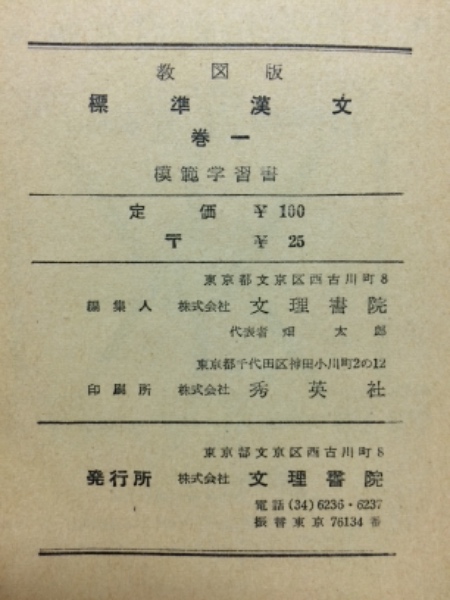 教図版
標準漢文
巻一
模範学習書
定価 ¥100
〒 ¥25
東京都文京区西古川町8
編集人 株式会社 文理書院
代表者 畑 太郎
東京都千代田区神田小川町2の12
印刷所 株式会社 秀英社
東京都文京区西古川町8
発行所 株式会社 文理書院
電話(34)6236・6237
振替東京76134番